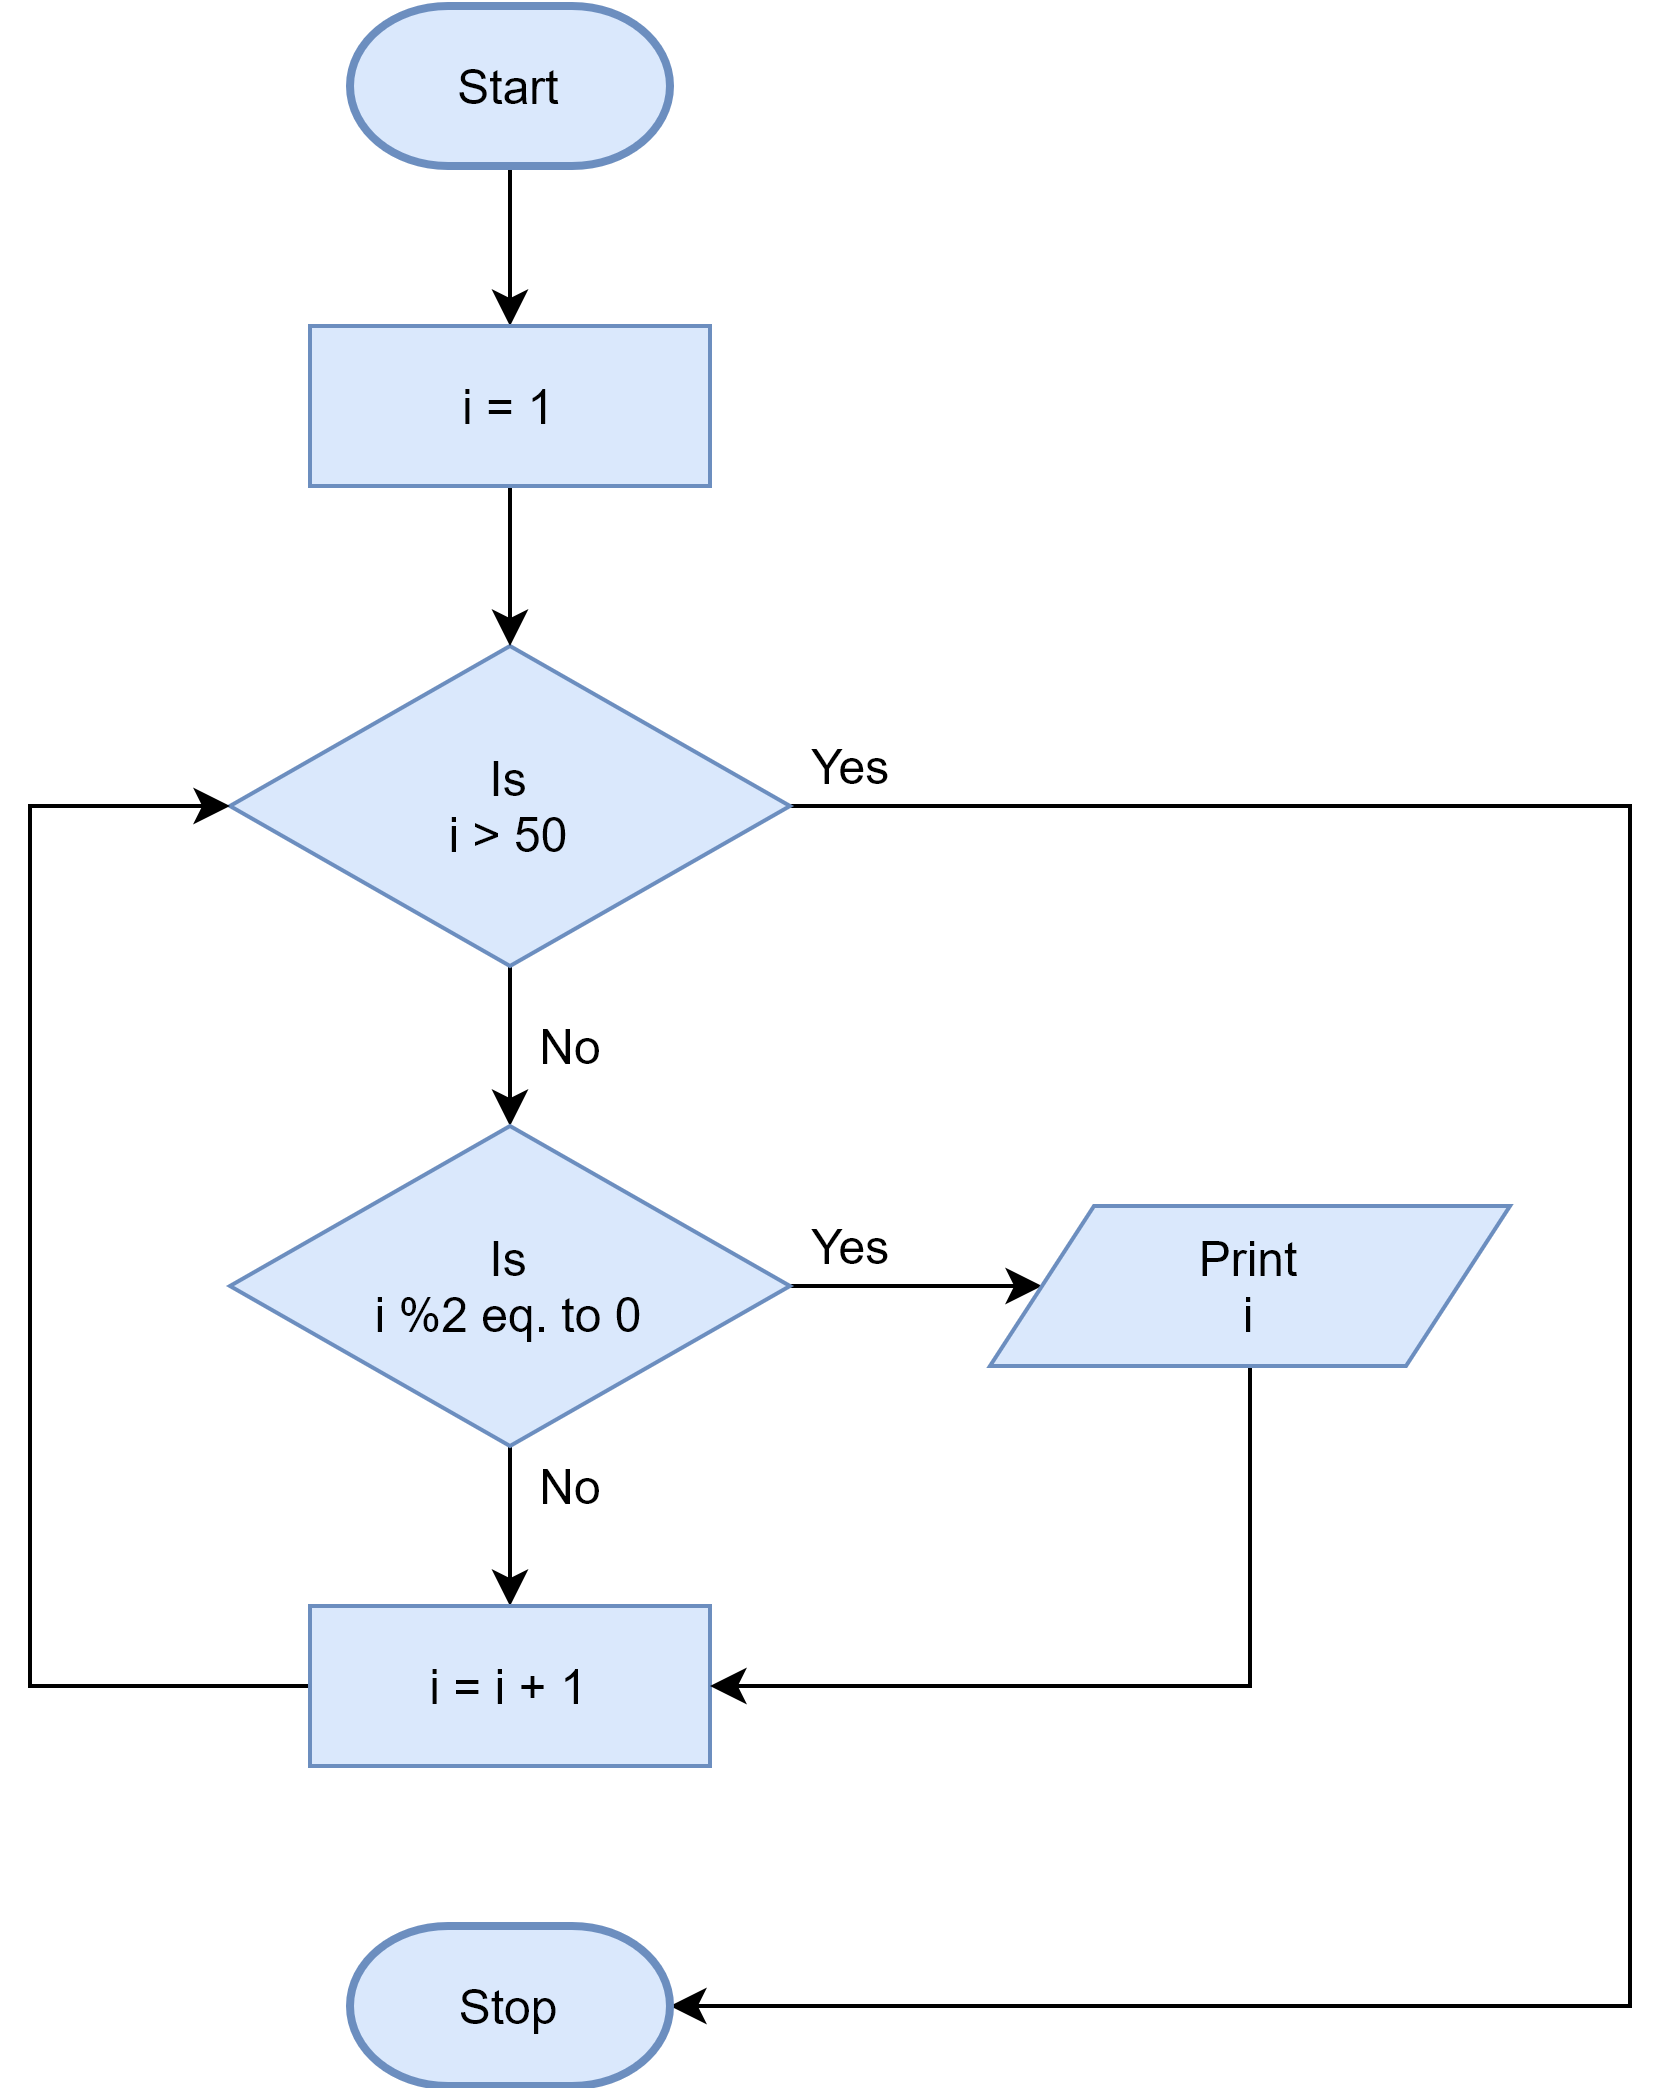 Start
i = 1
Is
i > 50
Yes
No
Is
i %2 eq. to 0
Yes
Print
i
No
i = i + 1
Stop